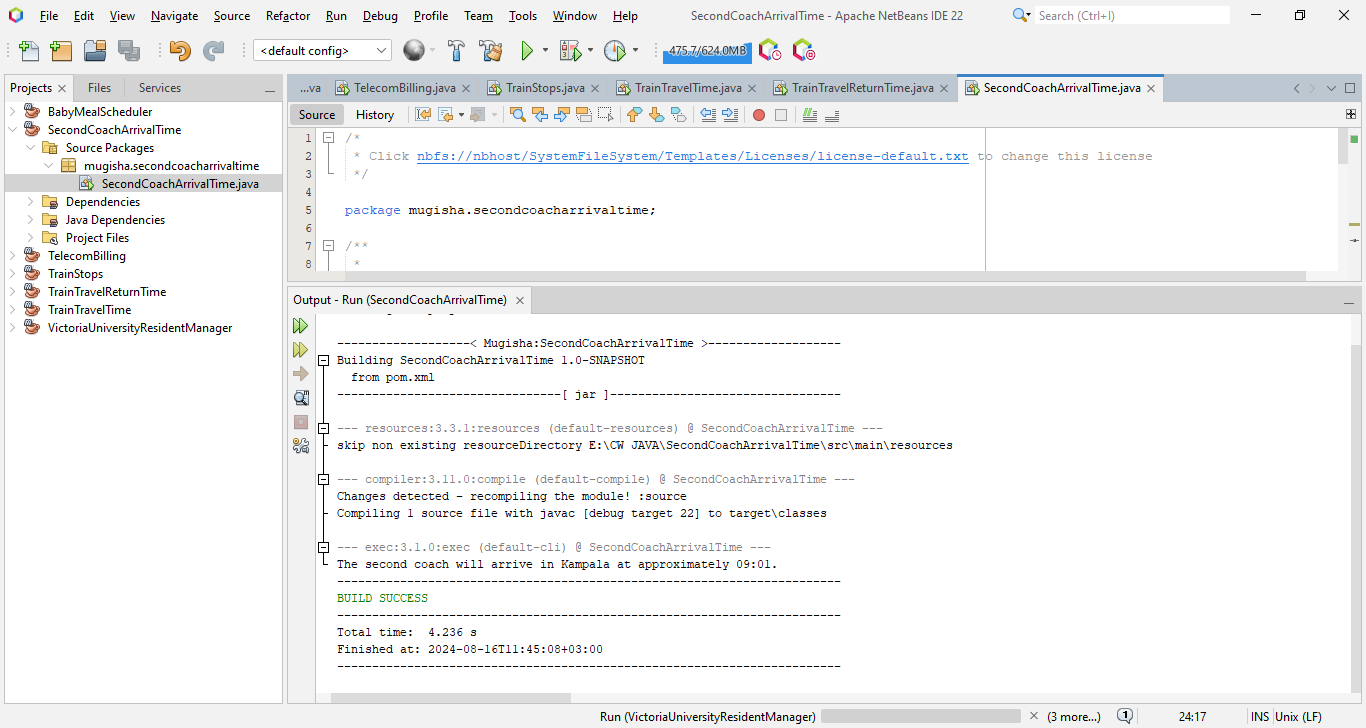 File Edit View Navigate Source Refactor Run Debug Profile Team Tools Window Help SecondCoachArrivalTime - Apache NetBeans IDE 22 Search (Ctrl+I)
<default config> 475.7/624.0MB
Projects Files Services
...va TelecomBilling.java TrainStops.java TrainTravelTime.java TrainTravelReturnTime.java SecondCoachArrivalTime.java
BabyMealScheduler
SecondCoachArrivalTime
Source Packages
mugisha.secondcoacharrivaltime
SecondCoachArrivalTime.java
Dependencies
Java Dependencies
Project Files
TelecomBilling
TrainStops
TrainTravelReturnTime
TrainTravelTime
VictoriaUniversityResidentManager
Source History
1 /*
2 * Click nbfs://nbhost/SystemFileSystem/Templates/Licenses/license-default.txt to change this license
3 */
4
5 package mugisha.secondcoacharrivaltime;
6
7 /**
8 *
Output - Run (SecondCoachArrivalTime)
-------------------< Mugisha:SecondCoachArrivalTime >-------------------
Building SecondCoachArrivalTime 1.0-SNAPSHOT
from pom.xml
--------------------------------[ jar ]---------------------------------
--- resources:3.3.1:resources (default-resources) @ SecondCoachArrivalTime ---
skip non existing resourceDirectory E:\CW JAVA\SecondCoachArrivalTime\src\main\resources
--- compiler:3.11.0:compile (default-compile) @ SecondCoachArrivalTime ---
Changes detected - recompiling the module! :source
Compiling 1 source file with javac [debug target 22] to target\classes
--- exec:3.1.0:exec (default-cli) @ SecondCoachArrivalTime ---
The second coach will arrive in Kampala at approximately 09:01.
------------------------------------------------------------------------
BUILD SUCCESS
------------------------------------------------------------------------
Total time:  4.236 s
Finished at: 2024-08-16T11:45:08+03:00
------------------------------------------------------------------------
Run (VictoriaUniversityResidentManager) (3 more...) 1 24:17 INS Unix (LF)